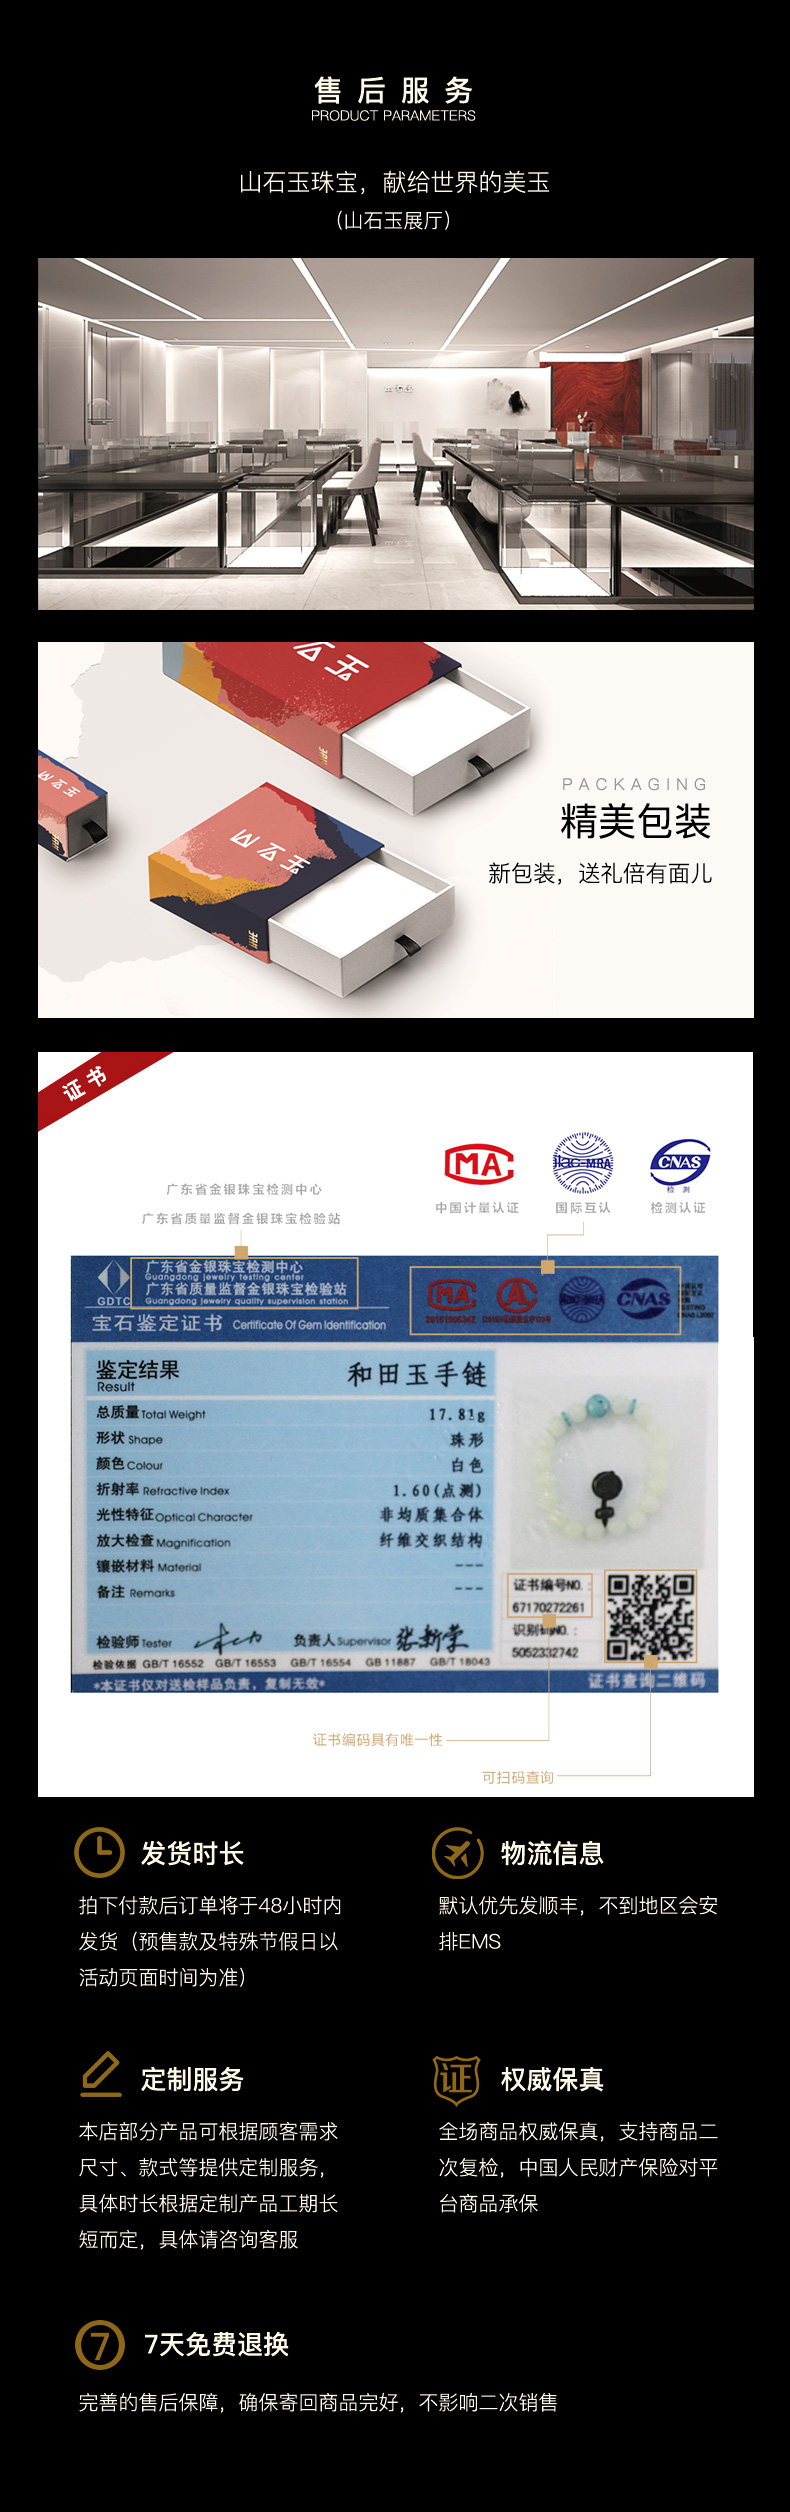 售后服务
PRODUCT PARAMETERS
山石玉珠宝，献给世界的美玉
（山石玉展厅）
山石玉
PACKAGING
精美包装
新包装，送礼倍有面儿
证书
MA
ilac-MRA
CNAS
检 测
中国计量认证
国际互认
检测认证
广东省金银珠宝检测中心
广东省质量监督金银珠宝检验站
GDTC
广东省金银珠宝检测中心
Guangdong jewelry testing center
广东省质量监督金银珠宝检验站
Guangdong jewelry quality supervision station
宝石鉴定证书 Certificate Of Gem Identification
MA
AL
ilac-MRA
CNAS
鉴定结果
Result
和田玉手链
总质量 Total Weight 17.81g
形状 Shape 珠形
颜色 Colour 白色
折射率 Refractive Index 1.60(点测)
光性特征 Optical Character 非均质集合体
放大检查 Magnification 纤维交织结构
镶嵌材料 Material ---
备注 Remarks ---
检验师 Tester
负责人 Supervisor
检验依据 GB/T 16552 GB/T 16553 GB/T 16554 GB 11887 GB/T 18043
*本证书仅对送检样品负责，复制无效*
证书编号NO.：
67170272261
识别码NO.：
5052332742
证书查询二维码
证书编码具有唯一性
可扫码查询
发货时长
拍下付款后订单将于48小时内
发货（预售款及特殊节假日以
活动页面时间为准）
物流信息
默认优先发顺丰，不到地区会安
排EMS
定制服务
本店部分产品可根据顾客需求
尺寸、款式等提供定制服务，
具体时长根据定制产品工期长
短而定，具体请咨询客服
证
权威保真
全场商品权威保真，支持商品二
次复检，中国人民财产保险对平
台商品承保
7
7天免费退换
完善的售后保障，确保寄回商品完好，不影响二次销售